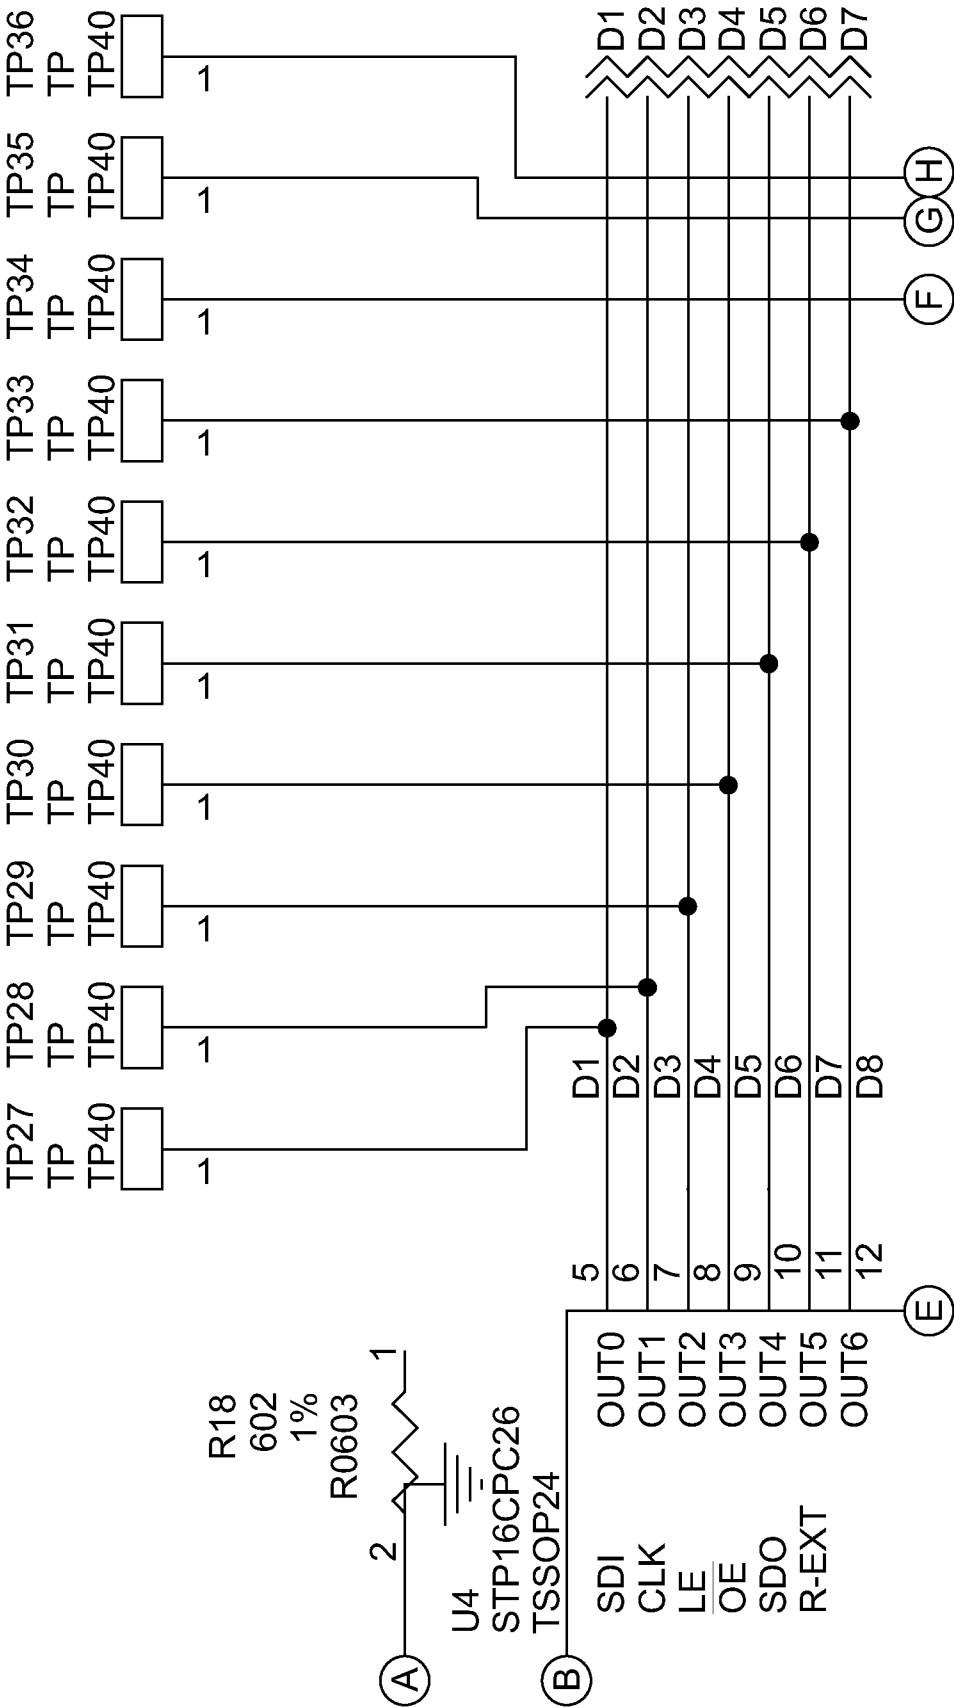 TP27
TP
TP40
1
TP28
TP
TP40
1
TP29
TP
TP40
1
TP30
TP
TP40
1
TP31
TP
TP40
1
TP32
TP
TP40
1
TP33
TP
TP40
1
TP34
TP
TP40
1
TP35
TP
TP40
1
TP36
TP
TP40
1
R18
602
1%
R0603
A
2
1
U4
STP16CPC26
TSSOP24
B
SDI
CLK
LE
OE
SDO
R-EXT
OUT0
OUT1
OUT2
OUT3
OUT4
OUT5
OUT6
5
6
7
8
9
10
11
12
D1
D2
D3
D4
D5
D6
D7
D8
D1
D2
D3
D4
D5
D6
D7
E
F
G
H